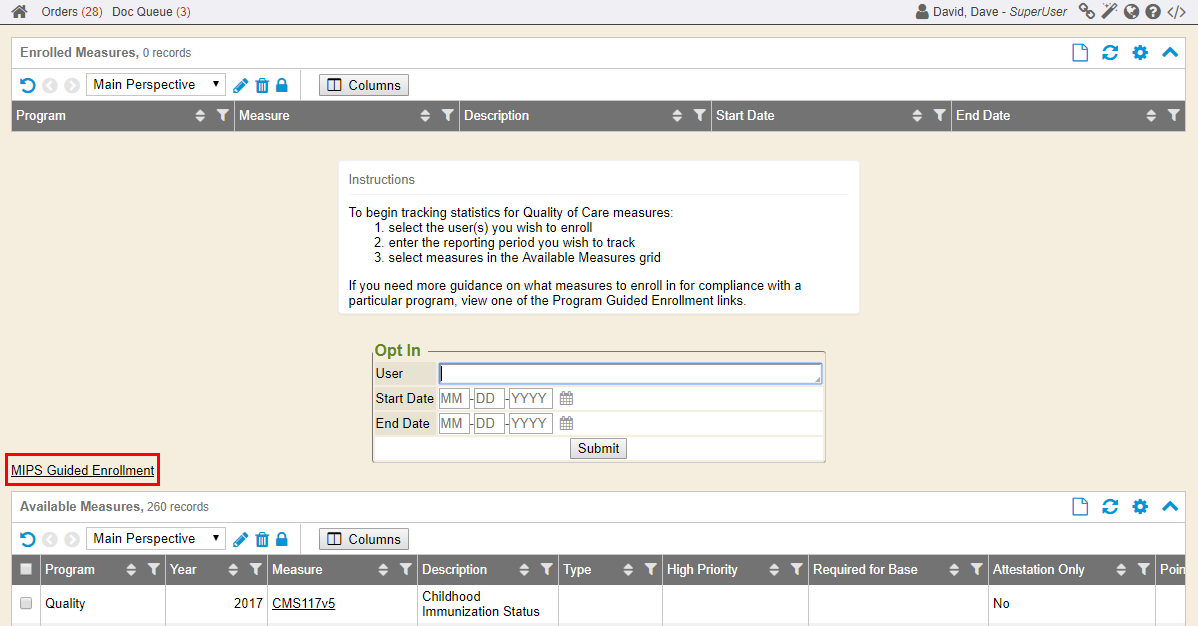 Orders (28) Doc Queue (3) David, Dave - SuperUser
Enrolled Measures, 0 records
Main Perspective Columns
Program Measure Description Start Date End Date
Instructions
To begin tracking statistics for Quality of Care measures:
1. select the user(s) you wish to enroll
2. enter the reporting period you wish to track
3. select measures in the Available Measures grid
If you need more guidance on what measures to enroll in for compliance with a
particular program, view one of the Program Guided Enrollment links.
Opt In
User
Start Date MM - DD - YYYY
End Date MM - DD - YYYY
Submit
MIPS Guided Enrollment
Available Measures, 260 records
Main Perspective Columns
Program Year Measure Description Type High Priority Required for Base Attestation Only Poin
Quality 2017 CMS117v5 Childhood
Immunization Status No